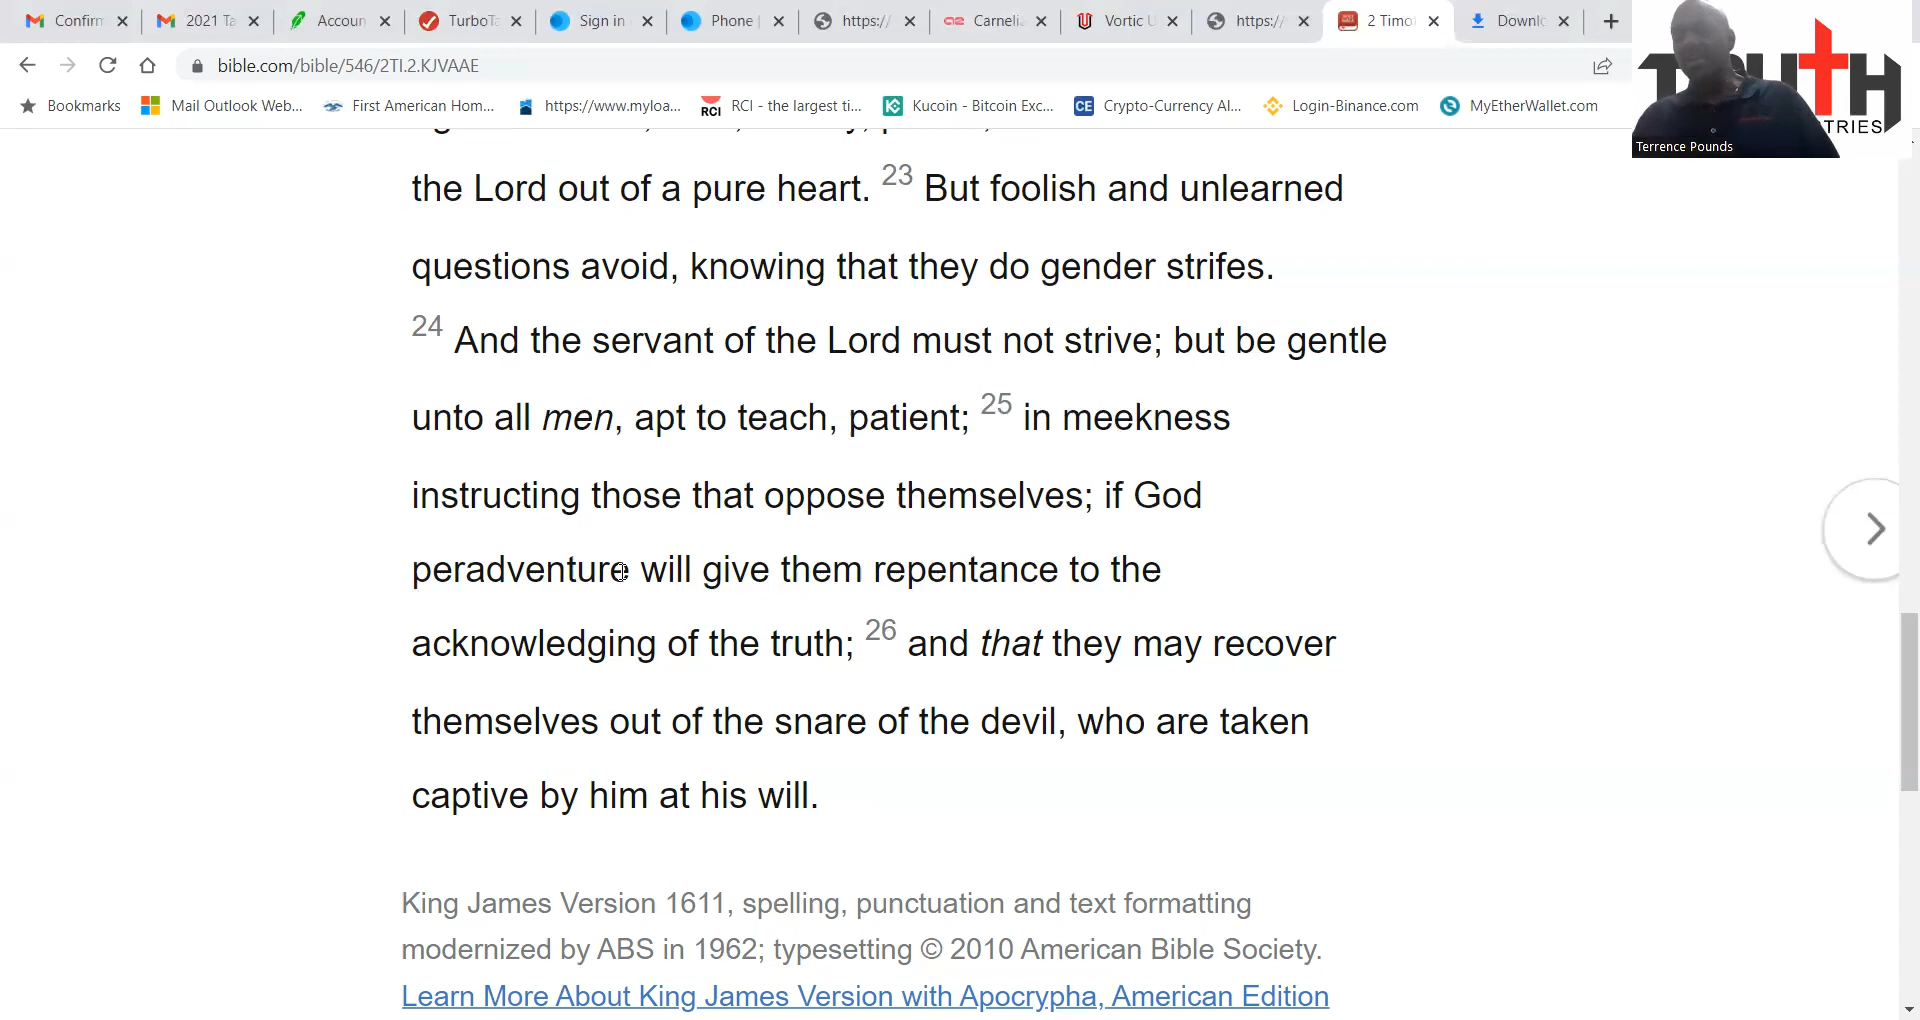 Confirm
2021 Ta
Accoun
TurboTa
Sign in
Phone |
https://
Carnelia
Vortic U
https://
2 Timot
Downlo
bible.com/bible/546/2TI.2.KJVAAE
Bookmarks
Mail Outlook Web...
First American Hom...
https://www.myloa...
RCI RCI - the largest ti...
Kucoin - Bitcoin Exc...
CE Crypto-Currency Al...
Login-Binance.com
MyEtherWallet.com
TRIES
Terrence Pounds
the Lord out of a pure heart. 23 But foolish and unlearned
questions avoid, knowing that they do gender strifes.
24 And the servant of the Lord must not strive; but be gentle
unto all men, apt to teach, patient; 25 in meekness
instructing those that oppose themselves; if God
peradventure will give them repentance to the
acknowledging of the truth; 26 and that they may recover
themselves out of the snare of the devil, who are taken
captive by him at his will.
King James Version 1611, spelling, punctuation and text formatting
modernized by ABS in 1962; typesetting © 2010 American Bible Society.
Learn More About King James Version with Apocrypha, American Edition